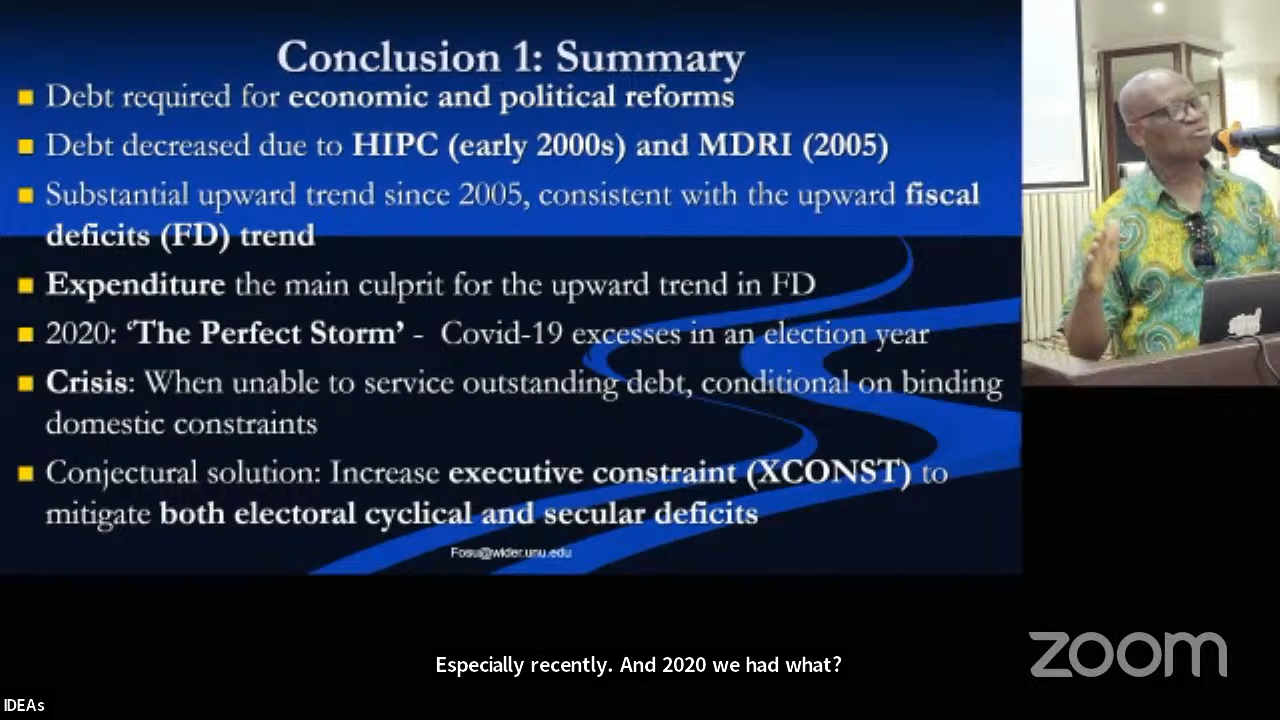 Conclusion 1: Summary
Debt required for economic and political reforms
Debt decreased due to HIPC (early 2000s) and MDRI (2005)
Substantial upward trend since 2005, consistent with the upward fiscal
deficits (FD) trend
Expenditure the main culprit for the upward trend in FD
2020: ‘The Perfect Storm’ - Covid-19 excesses in an election year
Crisis: When unable to service outstanding debt, conditional on binding
domestic constraints
Conjectural solution: Increase executive constraint (XCONST) to
mitigate both electoral cyclical and secular deficits
Fosu@wider.unu.edu
Especially recently. And 2020 we had what?
zoom
IDEAs